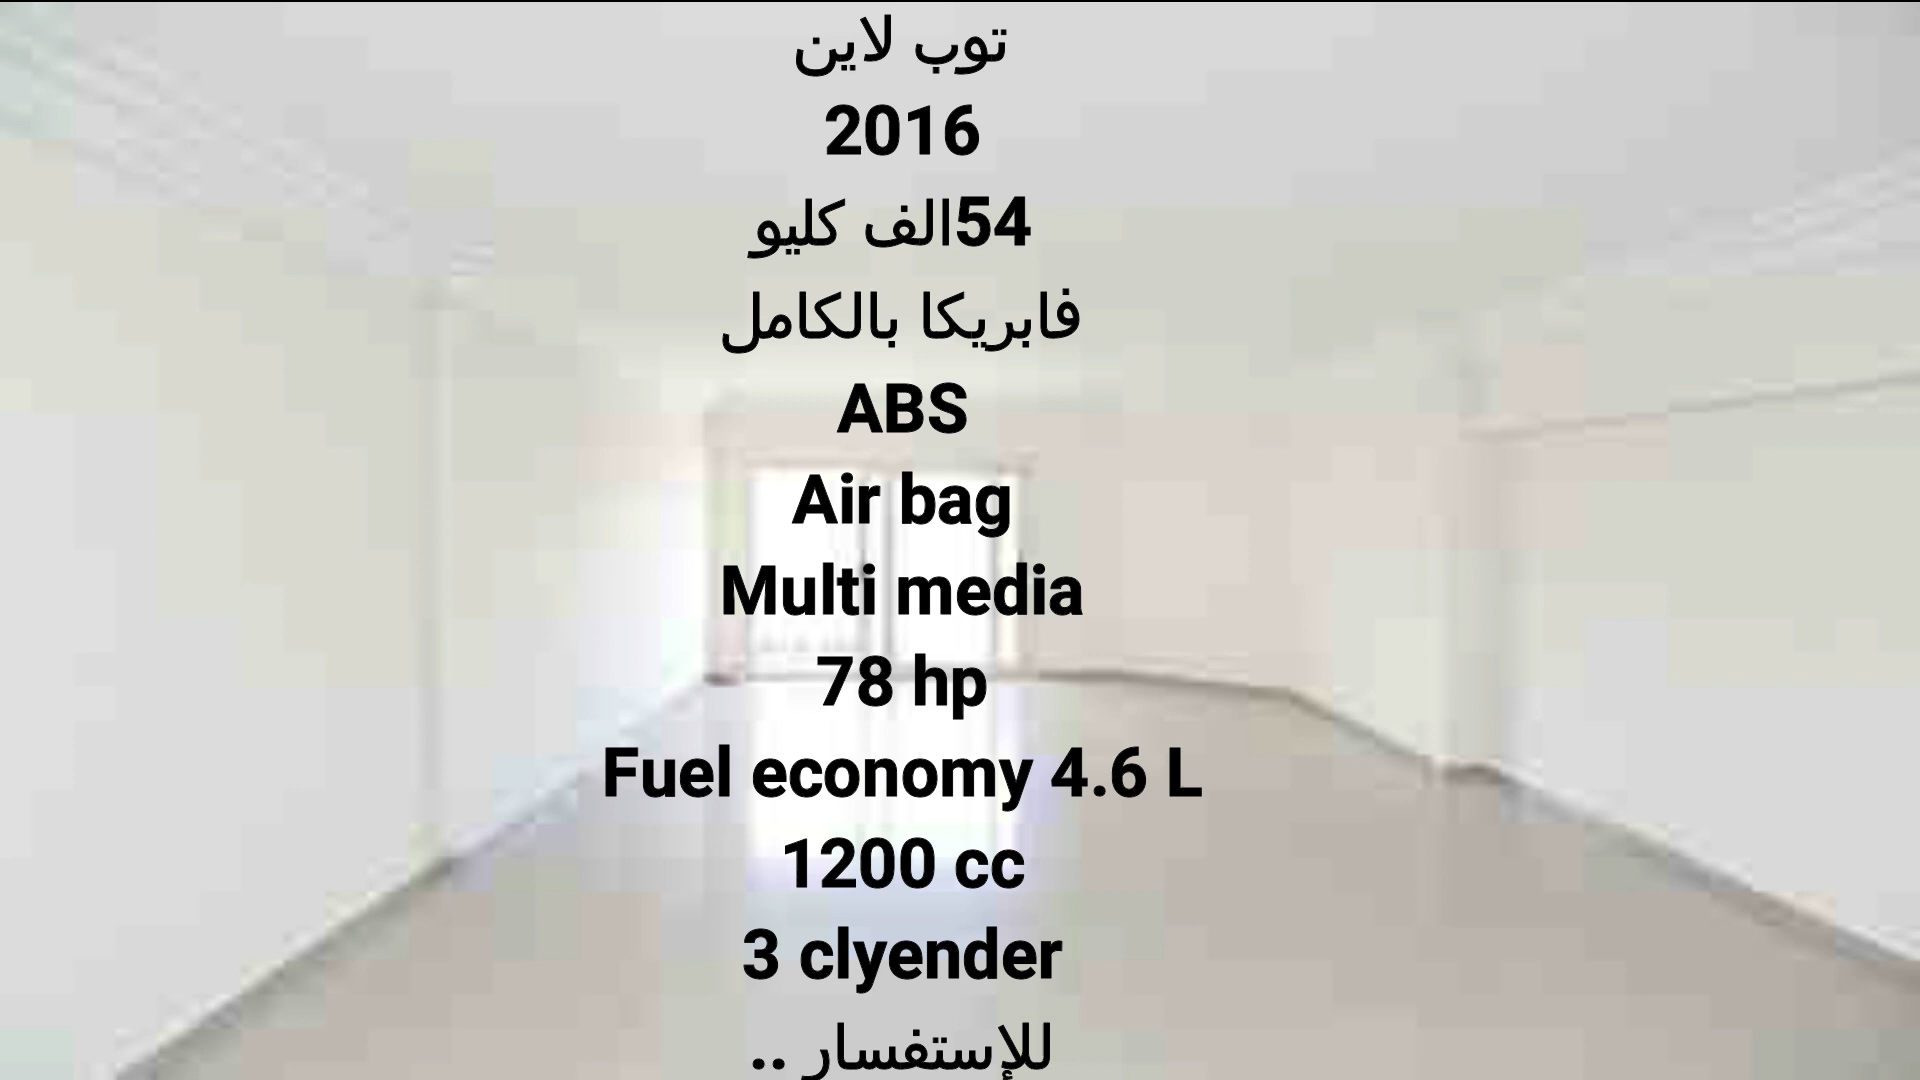 توب لاين
2016
54الف كليو
فابريكا بالكامل
ABS
Air bag
Multi media
78 hp
Fuel economy 4.6 L
1200 cc
3 clyender
للإستفسار ..